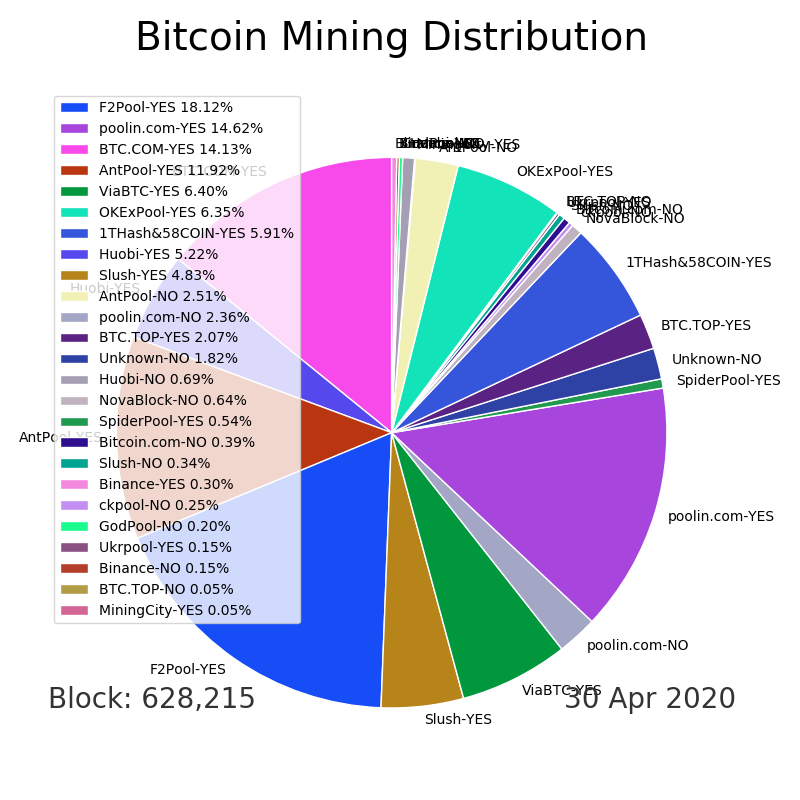 Bitcoin Mining Distribution
F2Pool-YES 18.12%
poolin.com-YES 14.62%
BTC.COM-YES 14.13%
AntPool-YES 11.92%
ViaBTC-YES 6.40%
OKExPool-YES 6.35%
1THash&58COIN-YES 5.91%
Huobi-YES 5.22%
Slush-YES 4.83%
AntPool-NO 2.51%
poolin.com-NO 2.36%
BTC.TOP-YES 2.07%
Unknown-NO 1.82%
Huobi-NO 0.69%
NovaBlock-NO 0.64%
SpiderPool-YES 0.54%
Bitcoin.com-NO 0.39%
Slush-NO 0.34%
Binance-YES 0.30%
ckpool-NO 0.25%
GodPool-NO 0.20%
Ukrpool-YES 0.15%
Binance-NO 0.15%
BTC.TOP-NO 0.05%
MiningCity-YES 0.05%
AntPool-NO
OKExPool-YES
BTC.TOP-NO
NovaBlock-NO
1THash&58COIN-YES
BTC.TOP-YES
Unknown-NO
SpiderPool-YES
poolin.com-YES
poolin.com-NO
ViaBTC-YES
Slush-YES
F2Pool-YES
AntPool-YES
Huobi-YES
Block: 628,215
30 Apr 2020